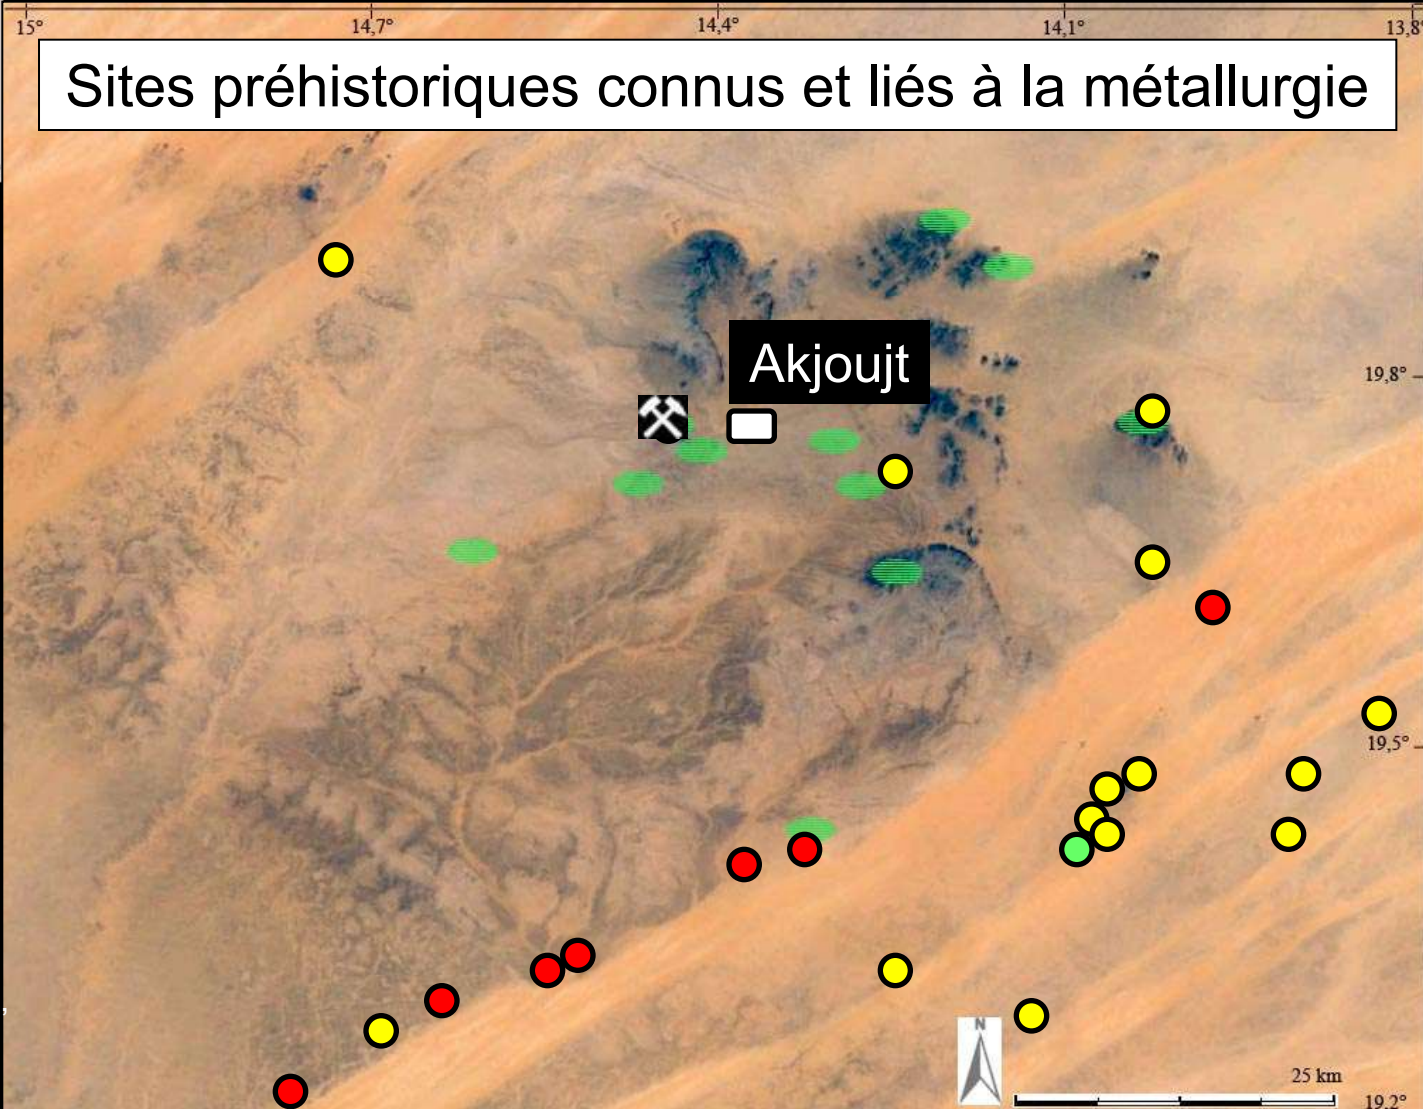 15° 14,7° 14,4° 14,1° 13,8°
Sites préhistoriques connus et liés à la métallurgie
Akjoujt
19,8°
19,5°
N
25 km
19,2°